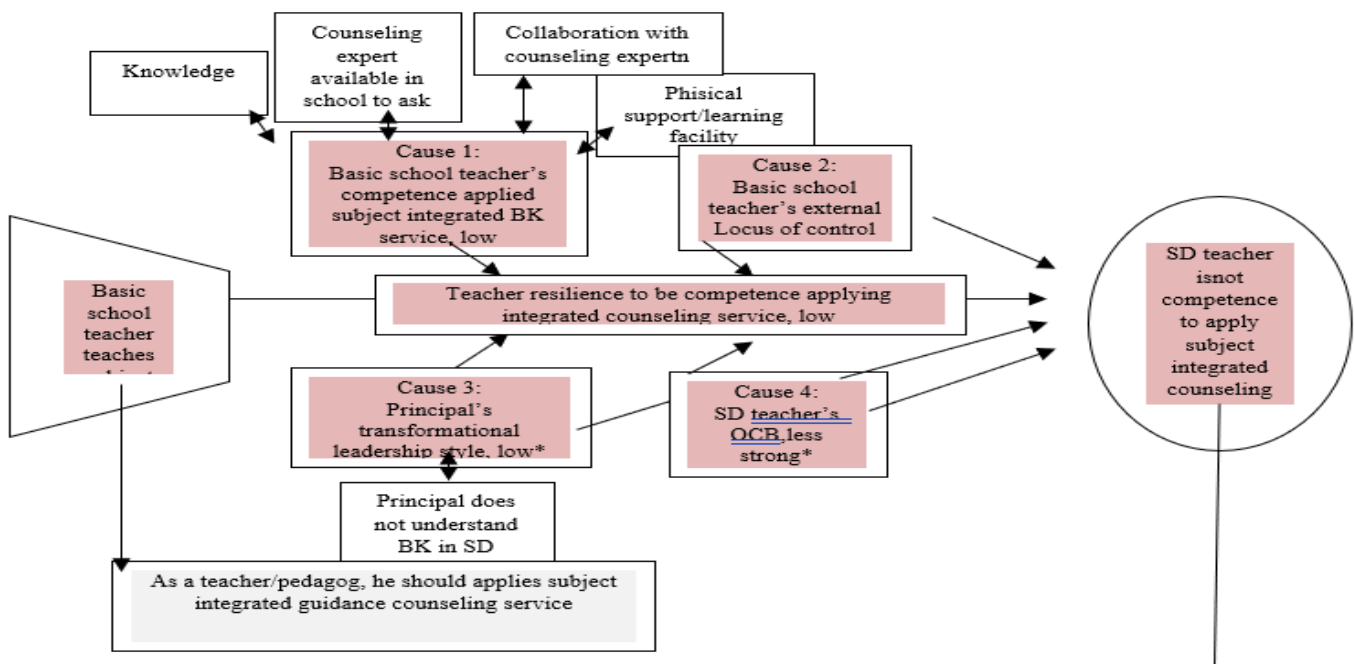 Knowledge
Counseling
expert
available in
school to ask
Collaboration with
counseling expertn
Phisical
support/learning
facility
Cause 1:
Basic school teacher's
competence applied
subject integrated BK
service, low
Cause 2:
Basic school
teacher's external
Locus of control
Basic
school
teacher
teaches
Teacher resilience to be competence applying
integrated counseling service, low
SD teacher
isnot
competence
to apply
subject
integrated
counseling
Cause 3:
Principal's
transformational
leadership style, low*
Cause 4:
SD teacher's
OCB,less
strong*
Principal does
not understand
BK in SD
As a teacher/pedagog, he should applies subject
integrated guidance counseling service